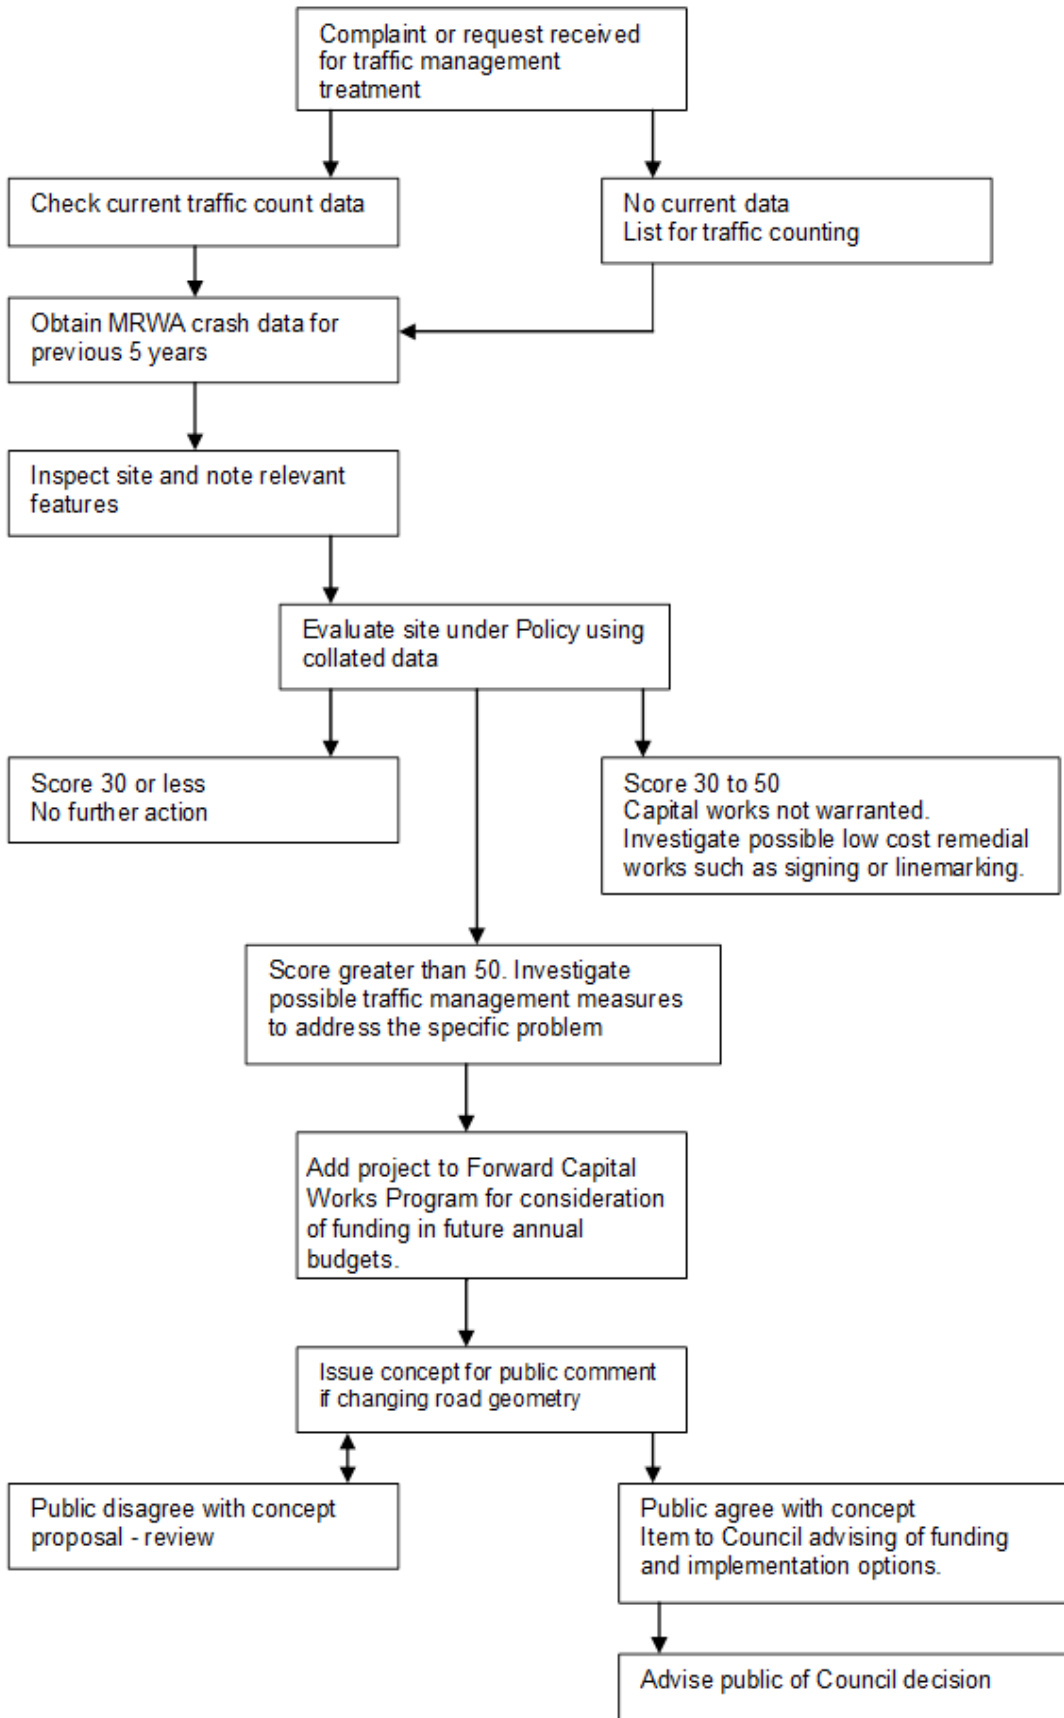 Complaint or request received
for traffic management
treatment
Check current traffic count data
No current data
List for traffic counting
Obtain MRWA crash data for
previous 5 years
Inspect site and note relevant
features
Evaluate site under Policy using
collated data
Score 30 or less
No further action
Score 30 to 50
Capital works not warranted.
Investigate possible low cost remedial
works such as signing or linemarking.
Score greater than 50. Investigate
possible traffic management measures
to address the specific problem
Add project to Forward Capital
Works Program for consideration
of funding in future annual
budgets.
Issue concept for public comment
if changing road geometry
Public disagree with concept
proposal - review
Public agree with concept
Item to Council advising of funding
and implementation options.
Advise public of Council decision